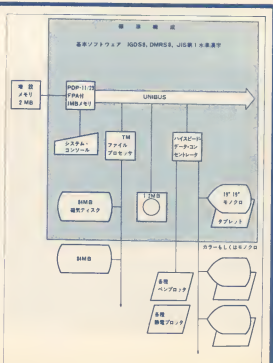 標準構成
基本ソフトウェア IGDS8, DMRS8, JIS第1水準漢字
増設
メモリ
2 MB
PDP-11/23
FPA付
1MBメモリ
UNIBUS
システム・
コンソール
TM
ファイル
プロセッサ
ハイスピード・
データ・コン
セントレータ
84MB
磁気ディスク
1.2MB
19" 19"
モノクロ
タブレット
カラーもしくはモノクロ
84MB
各種
ペンプロッタ
各種
静電プロッタ